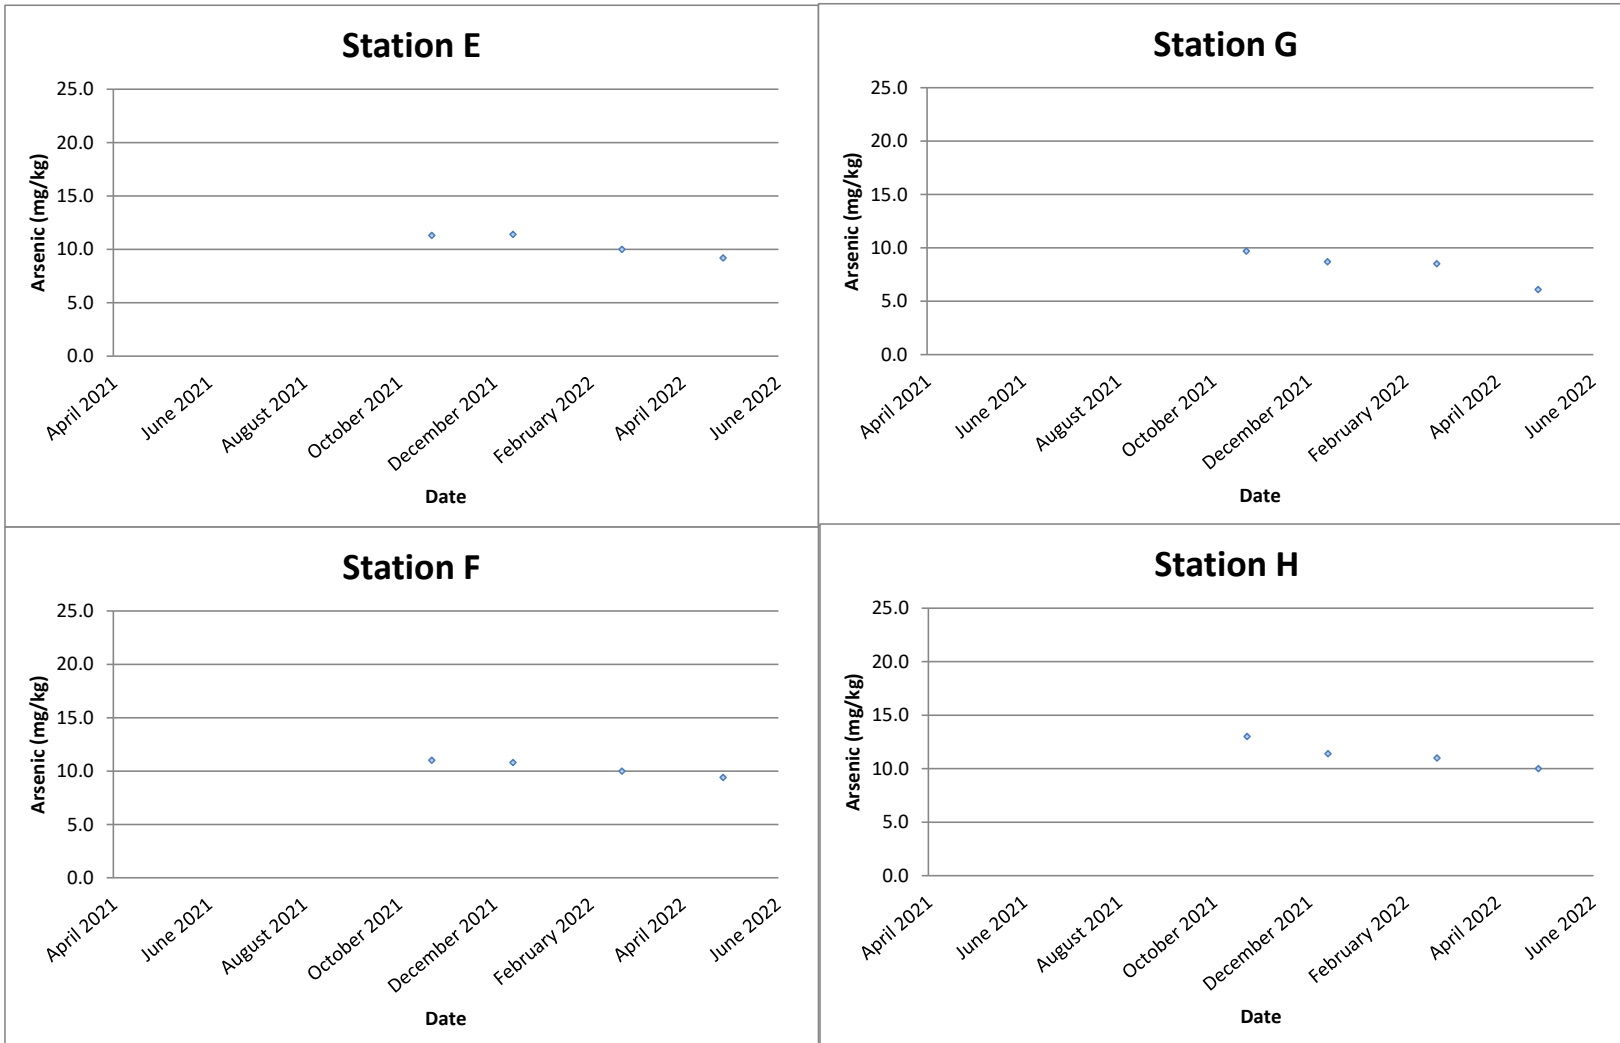 Station E
25.0
20.0
15.0
10.0
5.0
0.0
Arsenic (mg/kg)
April 2021
June 2021
August 2021
October 2021
December 2021
February 2022
April 2022
June 2022
Date
Station G
25.0
20.0
15.0
10.0
5.0
0.0
Arsenic (mg/kg)
April 2021
June 2021
August 2021
October 2021
December 2021
February 2022
April 2022
June 2022
Date
Station F
25.0
20.0
15.0
10.0
5.0
0.0
Arsenic (mg/kg)
April 2021
June 2021
August 2021
October 2021
December 2021
February 2022
April 2022
June 2022
Date
Station H
25.0
20.0
15.0
10.0
5.0
0.0
Arsenic (mg/kg)
April 2021
June 2021
August 2021
October 2021
December 2021
February 2022
April 2022
June 2022
Date